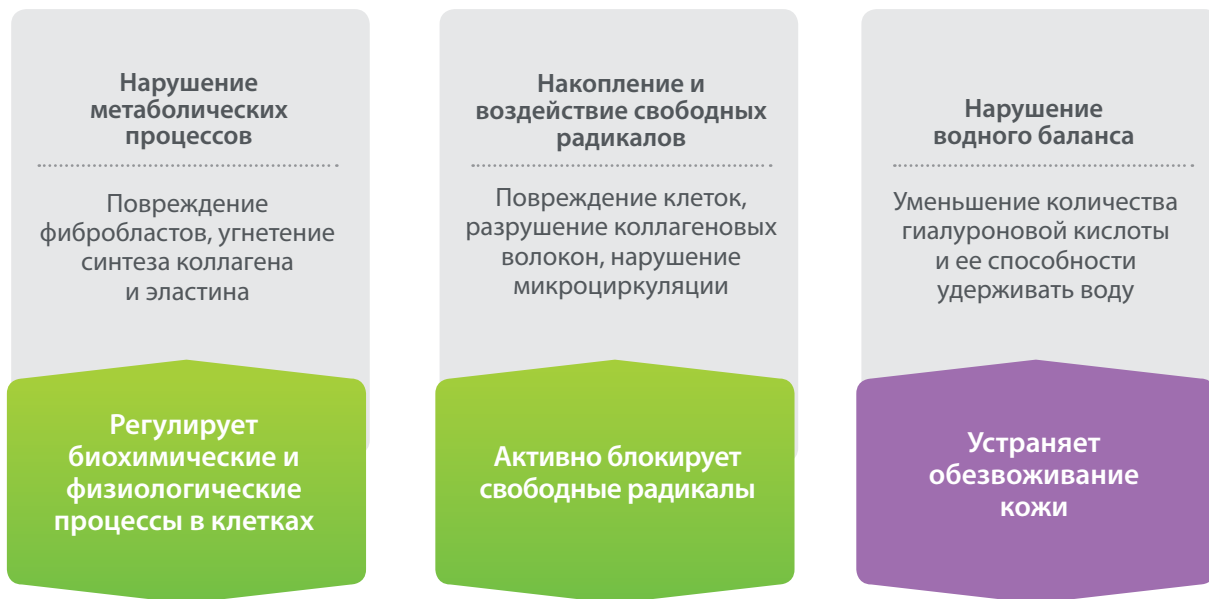 Нарушение
метаболических
процессов
Повреждение
фибробластов, угнетение
синтеза коллагена
и эластина
Регулирует
биохимические и
физиологические
процессы в клетках
Накопление и
воздействие свободных
радикалов
Повреждение клеток,
разрушение коллагеновых
волокон, нарушение
микроциркуляции
Активно блокирует
свободные радикалы
Нарушение
водного баланса
Уменьшение количества
гиалуроновой кислоты
и ее способности
удерживать воду
Устраняет
обезвоживание
кожи